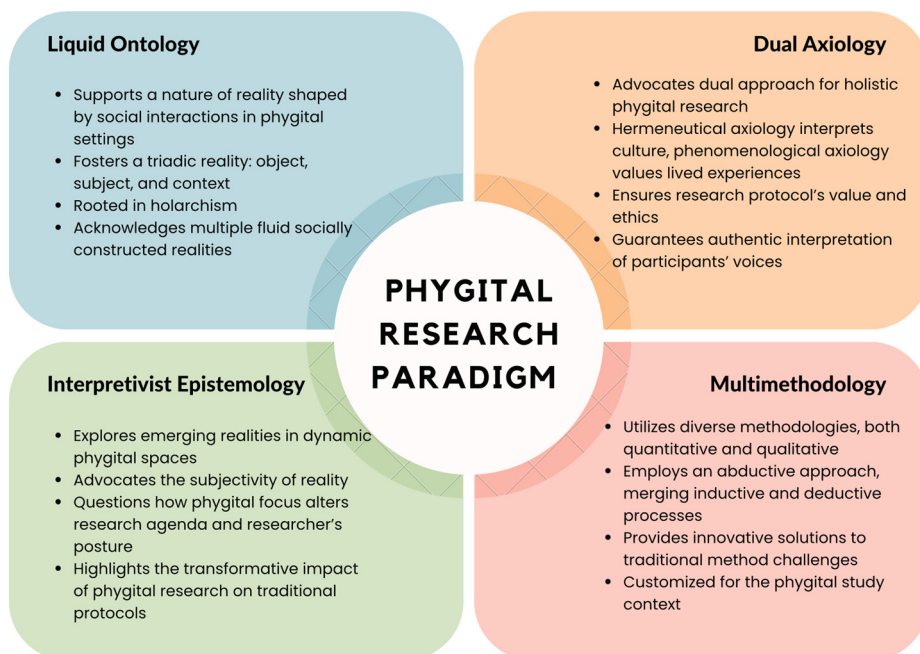 Liquid Ontology
• Supports a nature of reality shaped
by social interactions in phygital
settings
• Fosters a triadic reality: object,
subject, and context
• Rooted in holarchism
• Acknowledges multiple fluid socially
constructed realities
Dual Axiology
• Advocates dual approach for holistic
phygital research
• Hermeneutical axiology interprets
culture, phenomenological axiology
values lived experiences
• Ensures research protocol’s value and
ethics
• Guarantees authentic interpretation
of participants’ voices
PHYGITAL
RESEARCH
PARADIGM
Interpretivist Epistemology
• Explores emerging realities in dynamic
phygital spaces
• Advocates the subjectivity of reality
• Questions how phygital focus alters
research agenda and researcher’s
posture
• Highlights the transformative impact
of phygital research on traditional
protocols
Multimethodology
• Utilizes diverse methodologies, both
quantitative and qualitative
• Employs an abductive approach,
merging inductive and deductive
processes
• Provides innovative solutions to
traditional method challenges
• Customized for the phygital study
context